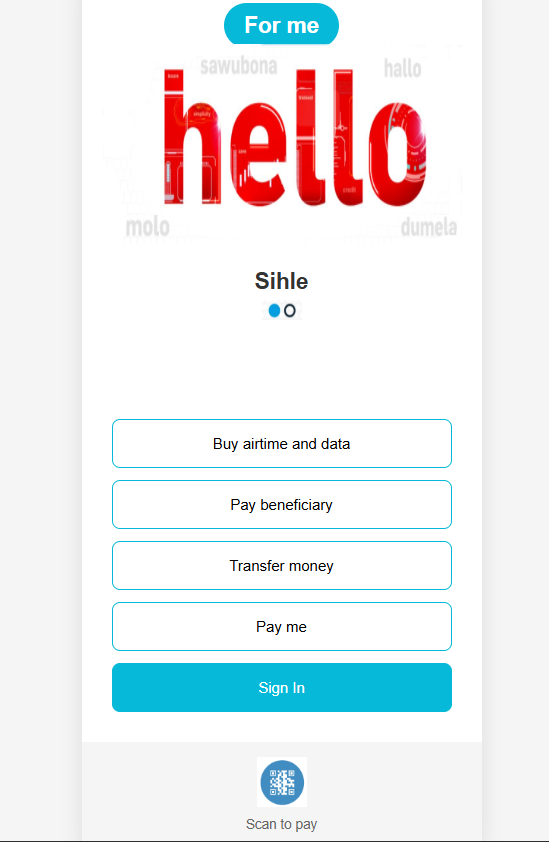 For me
sawubona
hallo
hello
molo
dumela
Sihle
Buy airtime and data
Pay beneficiary
Transfer money
Pay me
Sign In
Scan to pay